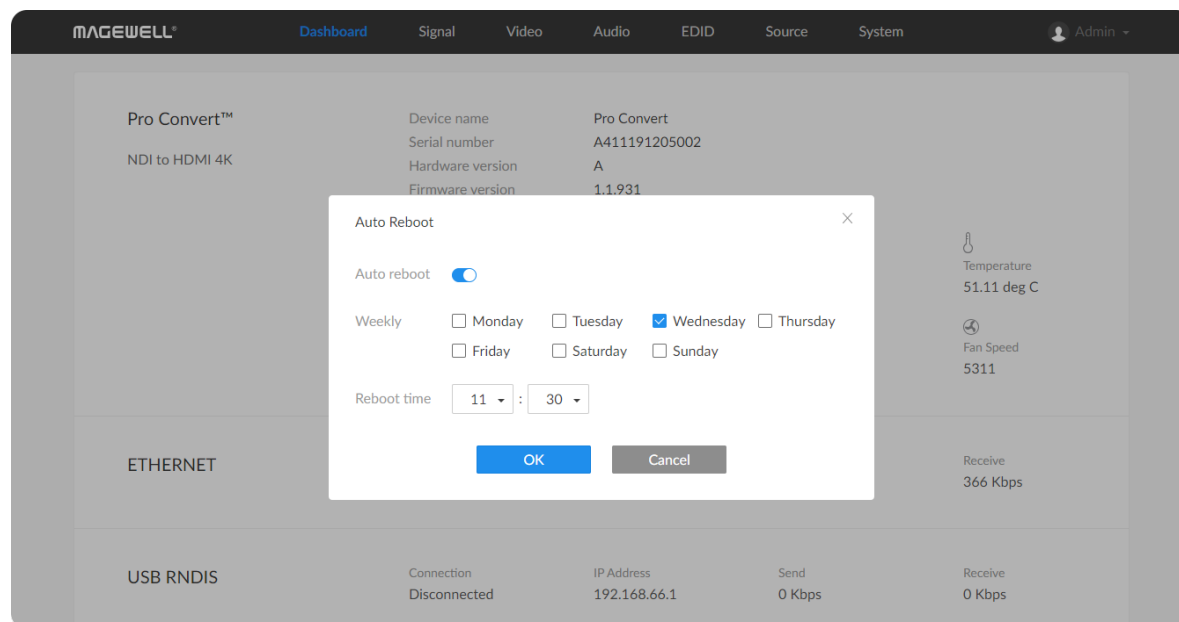 MAGEWELL® Dashboard Signal Video Audio EDID Source System Admin
Pro Convert™ Device name Pro Convert
Serial number A411191205002
NDI to HDMI 4K Hardware version A
Firmware version 1.1.931
Auto Reboot
Auto reboot
Weekly Monday Tuesday Wednesday Thursday
Friday Saturday Sunday
Reboot time 11 : 30
OK Cancel
Temperature
51.11 deg C
Fan Speed
5311
ETHERNET Receive
366 Kbps
USB RNDIS Connection IP Address Send Receive
Disconnected 192.168.66.1 0 Kbps 0 Kbps